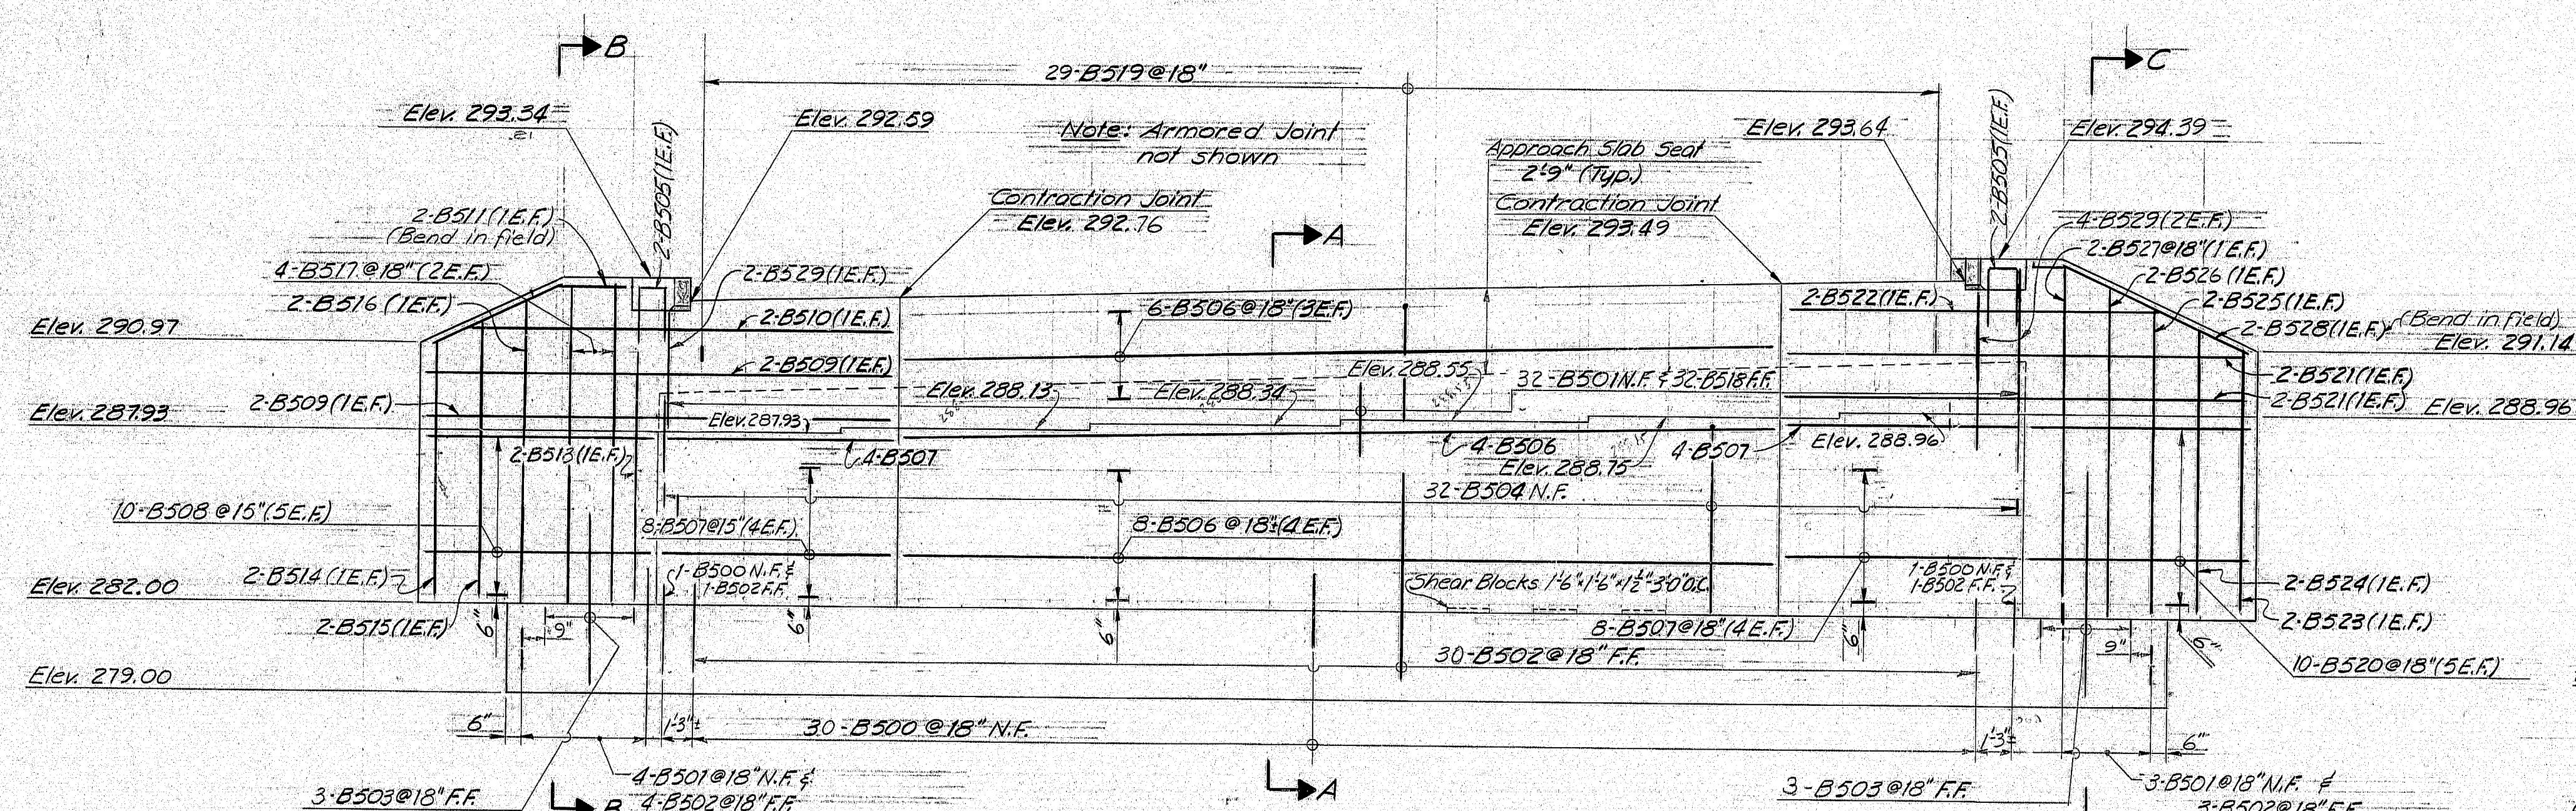 B
C
29-B519@18"
Elev. 293.34
2-B505(1E.F.)
Elev. 292.59
Note: Armored Joint
not shown
Approach Slab Seat
2'-9" (Typ.)
Elev. 293.64
2-B505(1E.F.)
Elev. 294.39
Contraction Joint
Elev. 292.76
Contraction Joint
Elev. 293.49
A
2-B511(1E.F.)
(Bend in field)
4-B517@18"(2E.F.)
2-B516(1E.F.)
2-B529(1E.F.)
4-B529(2E.F.)
2-B527@18"(1E.F.)
2-B526(1E.F.)
2-B525(1E.F.)
2-B528(1E.F.)
(Bend in field)
Elev. 291.14
Elev. 290.97
2-B510(1E.F.)
6-B506@18"(3E.F.)
2-B522(1E.F.)
2-B509(1E.F.)
Elev. 288.13
Elev. 288.34
Elev. 288.55
32-B501N.F. & 32-B518F.F.
2-B521(1E.F.)
2-B521(1E.F.)
Elev. 288.96
Elev. 287.93
2-B509(1E.F.)
Elev. 287.93
2-B513(1E.F.)
4-B507
4-B506
Elev. 288.75
4-B507
Elev. 288.96
32-B504 N.F.
10-B508@15"(5E.F.)
8-B507@15"(4E.F.)
8-B506@18"±(4E.F.)
1-B500N.F.&
1-B502F.F.
Shear Blocks 1'-6"x1'-6"x1½"3'-0"O.C.
1-B500N.F.&
1-B502F.F.
Elev. 282.00
2-B514(1E.F.)
2-B515(1E.F.)
6"
9"
6"
6"
8-B507@18"(4E.F.)
6"
9"
6"
2-B524(1E.F.)
2-B523(1E.F.)
10-B520@18"(5E.F.)
30-B502@18"F.F.
Elev. 279.00
6"
1'-3"±
30-B500@18"N.F.
1'-3"±
6"
3-B503@18"F.F.
4-B501@18"N.F. &
4-B502@18"F.F.
B
A
3-B503@18"F.F.
3-B501@18"N.F. &
3-B502@18"F.F.